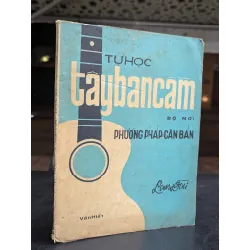 TỰ HỌC
tâybancầm
BỘ MỚI
PHƯƠNG PHÁP CĂN BẢN